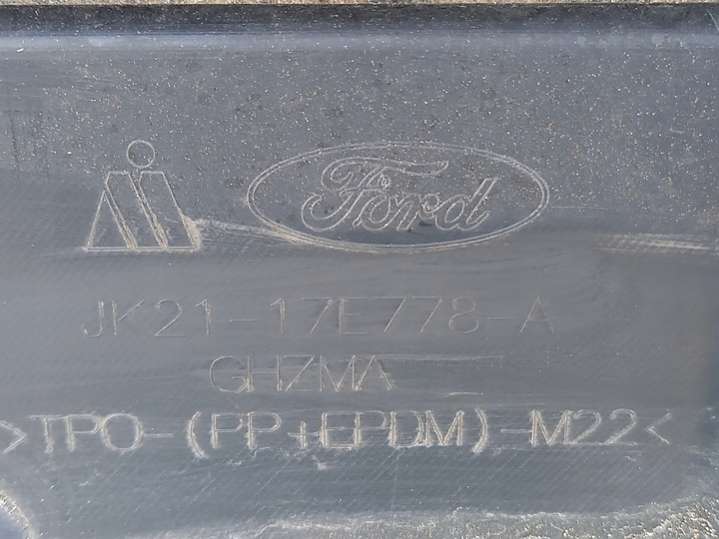 Ford
JK21-17E778-A
GHZMA
>TPO-(PP+EPDM)-M22<